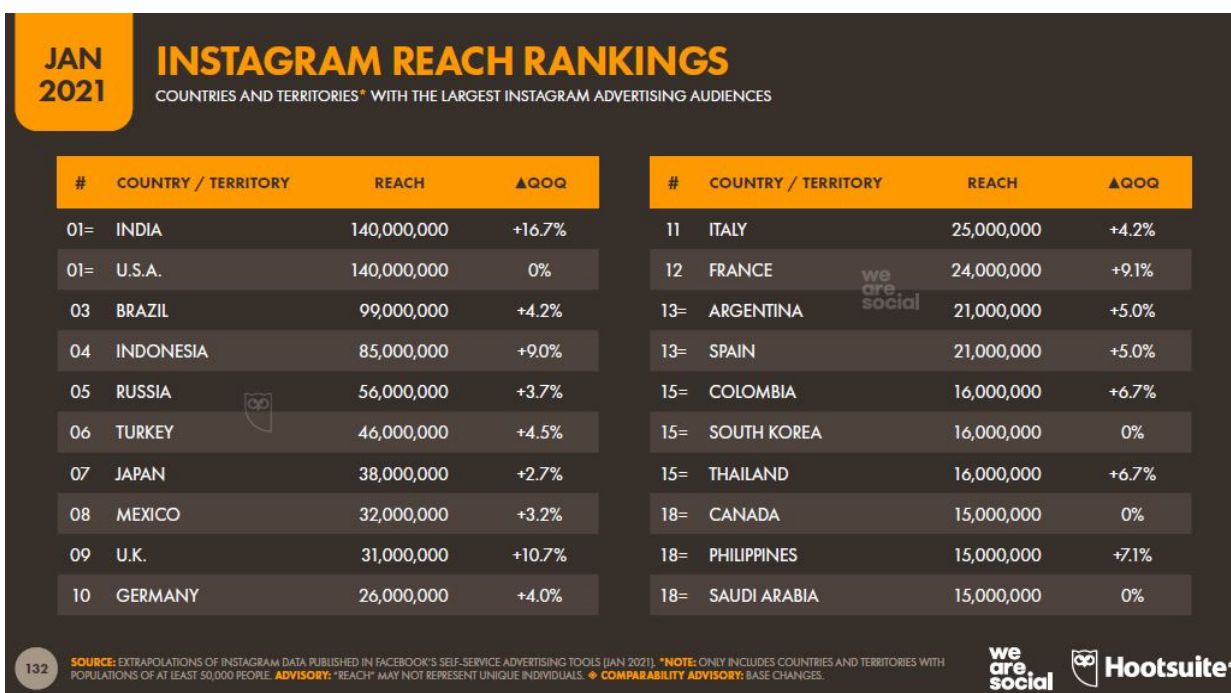 JAN
2021
INSTAGRAM REACH RANKINGS
COUNTRIES AND TERRITORIES* WITH THE LARGEST INSTAGRAM ADVERTISING AUDIENCES
# COUNTRY / TERRITORY REACH ▲QOQ
01= INDIA 140,000,000 +16.7%
01= U.S.A. 140,000,000 0%
03 BRAZIL 99,000,000 +4.2%
04 INDONESIA 85,000,000 +9.0%
05 RUSSIA 56,000,000 +3.7%
06 TURKEY 46,000,000 +4.5%
07 JAPAN 38,000,000 +2.7%
08 MEXICO 32,000,000 +3.2%
09 U.K. 31,000,000 +10.7%
10 GERMANY 26,000,000 +4.0%
# COUNTRY / TERRITORY REACH ▲QOQ
11 ITALY 25,000,000 +4.2%
12 FRANCE 24,000,000 +9.1%
13= ARGENTINA 21,000,000 +5.0%
13= SPAIN 21,000,000 +5.0%
15= COLOMBIA 16,000,000 +6.7%
15= SOUTH KOREA 16,000,000 0%
15= THAILAND 16,000,000 +6.7%
18= CANADA 15,000,000 0%
18= PHILIPPINES 15,000,000 +7.1%
18= SAUDI ARABIA 15,000,000 0%
we
are
social
132
SOURCE: EXTRAPOLATIONS OF INSTAGRAM DATA PUBLISHED IN FACEBOOK'S SELF-SERVICE ADVERTISING TOOLS (JAN 2021). *NOTE: ONLY INCLUDES COUNTRIES AND TERRITORIES WITH
POPULATIONS OF AT LEAST 50,000 PEOPLE. ADVISORY: "REACH" MAY NOT REPRESENT UNIQUE INDIVIDUALS. ◈ COMPARABILITY ADVISORY: BASE CHANGES.
we
are
social
Hootsuite